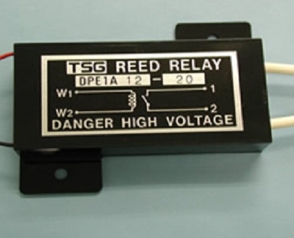 TSG REED RELAY
DPE1A 12 - 20
W1 1
W2 2
DANGER HIGH VOLTAGE